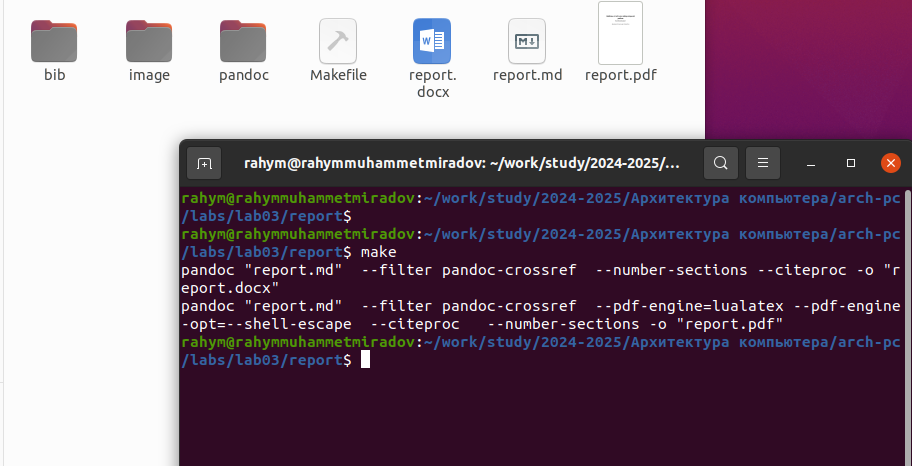 bib
image
pandoc
Makefile
report.
docx
report.md
report.pdf
rahym@rahymmuhammetmiradov: ~/work/study/2024-2025/...
rahym@rahymmuhammetmiradov:~/work/study/2024-2025/Архитектура компьютера/arch-pc
/labs/lab03/report$
rahym@rahymmuhammetmiradov:~/work/study/2024-2025/Архитектура компьютера/arch-pc
/labs/lab03/report$ make
pandoc "report.md"  --filter pandoc-crossref  --number-sections --citeproc -o "r
eport.docx"
pandoc "report.md"  --filter pandoc-crossref  --pdf-engine=lualatex --pdf-engine
-opt=--shell-escape  --citeproc   --number-sections -o "report.pdf"
rahym@rahymmuhammetmiradov:~/work/study/2024-2025/Архитектура компьютера/arch-pc
/labs/lab03/report$